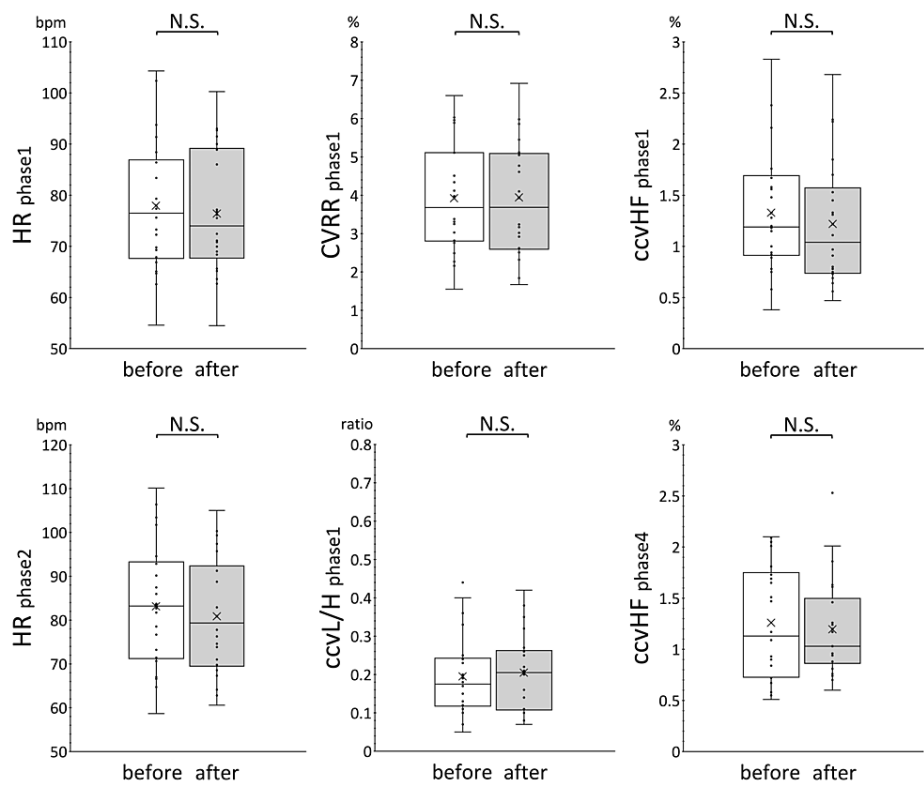 bpm
N.S.
110
100
90
80
70
60
50
HR phase1
before after
%
N.S.
8
7
6
5
4
3
2
1
0
CVRR phase1
before after
%
N.S.
3
2.5
2
1.5
1
0.5
0
ccvHF phase1
before after
bpm
N.S.
120
110
100
90
80
70
60
50
HR phase2
before after
ratio
N.S.
0.8
0.7
0.6
0.5
0.4
0.3
0.2
0.1
0
ccvL/H phase1
before after
%
N.S.
3
2.5
2
1.5
1
0.5
0
ccvHF phase4
before after